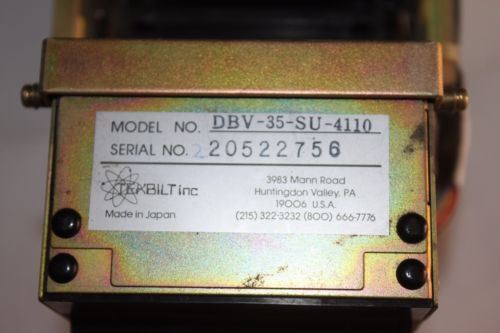 MODEL NO. DBV-35-SU-4110
SERIAL NO. 2 20522756
TEKBILT inc
Made in Japan
3983 Mann Road
Huntingdon Valley, PA
19006 U.S.A.
(215) 322-3232 (800) 666-7776